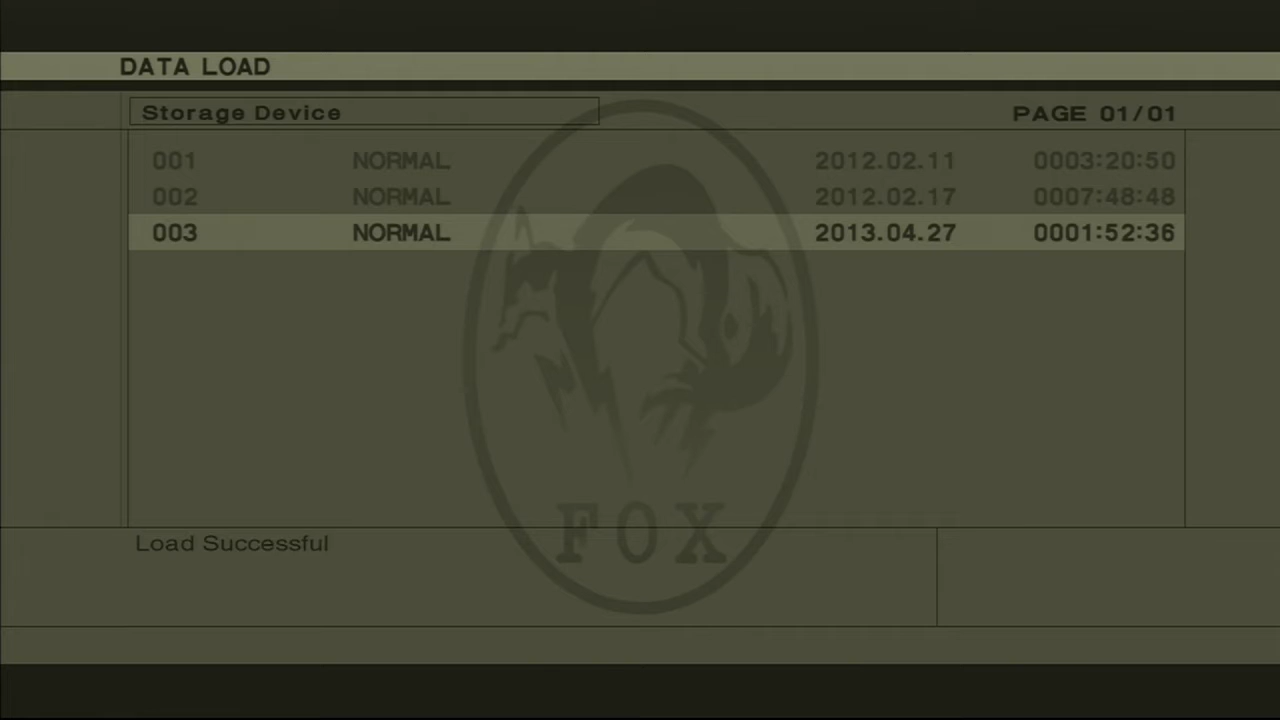 DATA LOAD
Storage Device PAGE 01/01
001 NORMAL 2012.02.11 0003:20:50
002 NORMAL 2012.02.17 0007:48:48
003 NORMAL 2013.04.27 0001:52:36
FOX
Load Successful